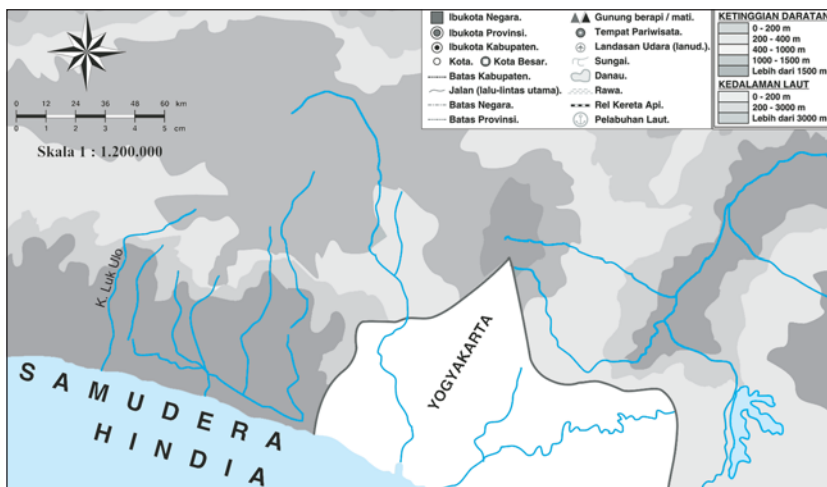 Ibukota Negara.
Ibukota Provinsi.
Ibukota Kabupaten.
Kota. Kota Besar.
Batas Kabupaten.
Jalan (lalu-lintas utama).
Batas Negara.
Batas Provinsi.
Gunung berapi / mati.
Tempat Pariwisata.
Landasan Udara (lanud.).
Sungai.
Danau.
Rawa.
Rel Kereta Api.
Pelabuhan Laut.
KETINGGIAN DARATAN
0 - 200 m
200 - 400 m
400 - 1000 m
1000 - 1500 m
Lebih dari 1500 m
KEDALAMAN LAUT
0 - 200 m
200 - 3000 m
Lebih dari 3000 m
0 12 24 36 48 60 km
0 1 2 3 4 5 cm
Skala 1 : 1.200.000
K. Luk Ulo
YOGYAKARTA
SAMUDERA
HINDIA